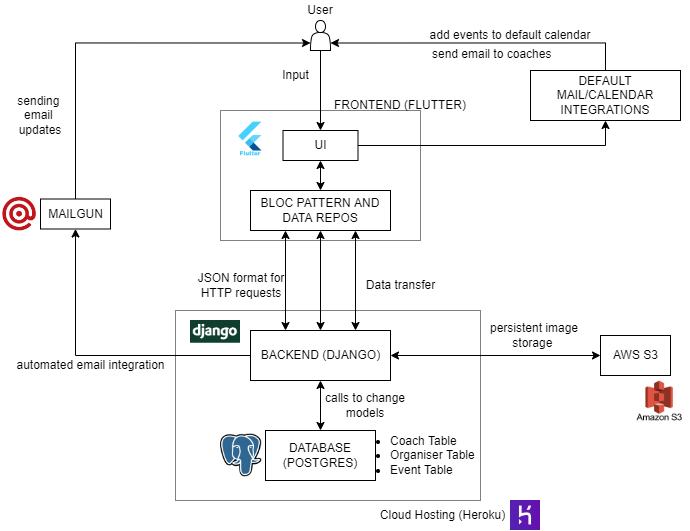 User
add events to default calendar
send email to coaches
Input
DEFAULT
MAIL/CALENDAR
INTEGRATIONS
sending
email
updates
FRONTEND (FLUTTER)
Flutter
UI
BLOC PATTERN AND
DATA REPOS
MAILGUN
JSON format for
HTTP requests
Data transfer
django
BACKEND (DJANGO)
persistent image
storage
AWS S3
automated email integration
calls to change
models
Amazon S3
DATABASE
(POSTGRES)
Coach Table
Organiser Table
Event Table
Cloud Hosting (Heroku)